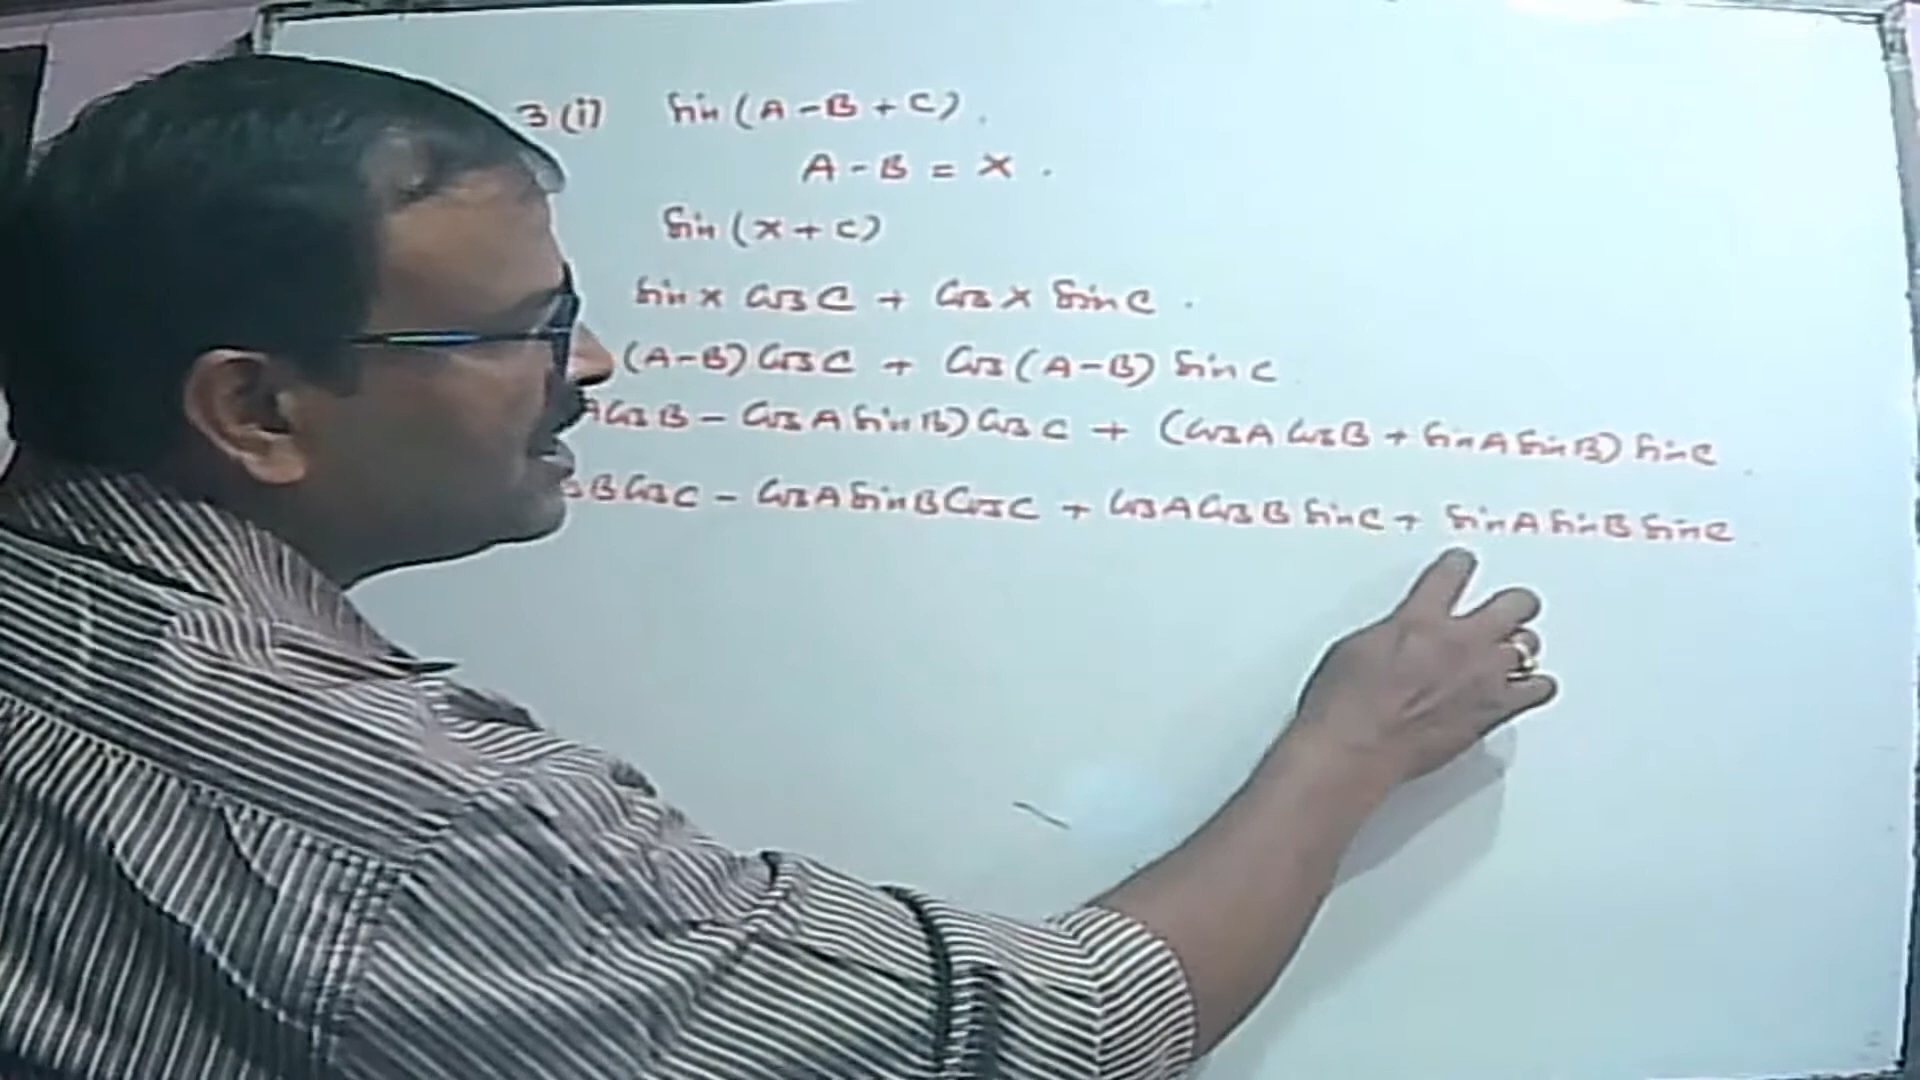 3(i) Sin (A - B + C).
A - B = x.
Sin (x + C)
Sin x Cos C + Cos x Sin C.
(A - B) Cos C + Cos (A - B) Sin C
A Cos B - Cos A Sin B) Cos C + (Cos A Cos B + Sin A Sin B) Sin C
B Cos C - Cos A Sin B Cos C + Cos A Cos B Sin C + Sin A Sin B Sin C